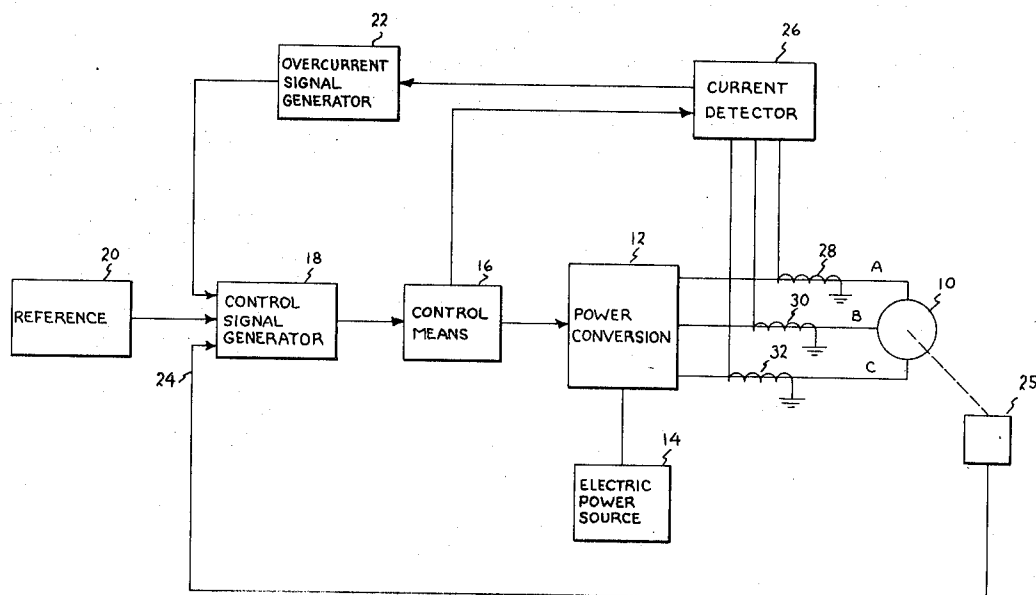 22
OVERCURRENT
SIGNAL
GENERATOR
26
CURRENT
DETECTOR
20
REFERENCE
18
CONTROL
SIGNAL
GENERATOR
16
CONTROL
MEANS
12
POWER
CONVERSION
28
A
10
30
B
32
C
24
25
14
ELECTRIC
POWER
SOURCE